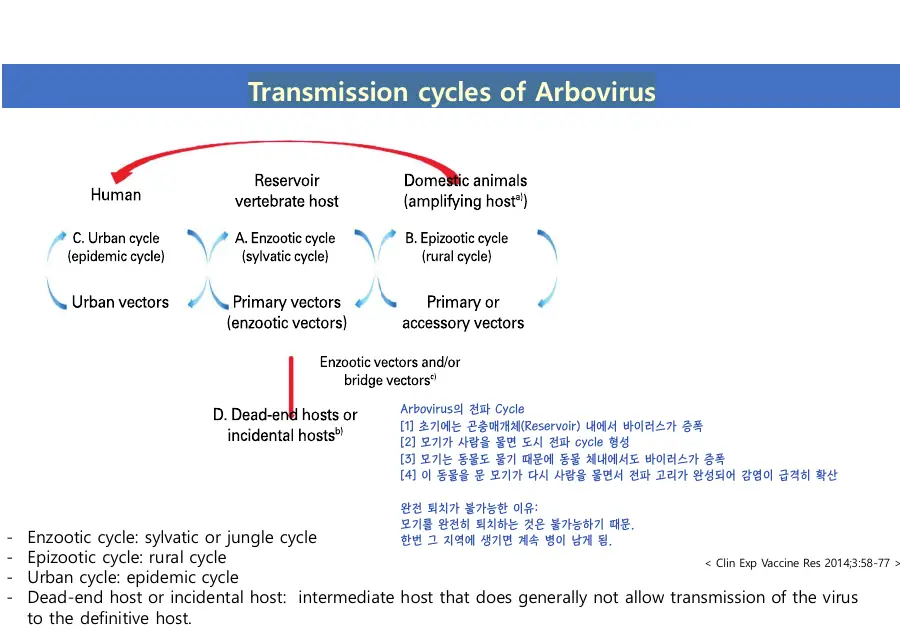 Transmission cycles of Arbovirus
Human
Reservoir
vertebrate host
Domestic animals
(amplifying hostᵃ⁾)
C. Urban cycle
(epidemic cycle)
A. Enzootic cycle
(sylvatic cycle)
B. Epizootic cycle
(rural cycle)
Urban vectors
Primary vectors
(enzootic vectors)
Primary or
accessory vectors
Enzootic vectors and/or
bridge vectorsᶜ⁾
D. Dead-end hosts or
incidental hostsᵇ⁾
Arbovirus의 전파 Cycle
[1] 초기에는 곤충매개체(Reservoir) 내에서 바이러스가 증폭
[2] 모기가 사람을 물면 도시 전파 cycle 형성
[3] 모기는 동물도 물기 때문에 동물 체내에서도 바이러스가 증폭
[4] 이 동물을 문 모기가 다시 사람을 물면서 전파 고리가 완성되어 감염이 급격히 확산
완전 퇴치가 불가능한 이유:
모기를 완전히 퇴치하는 것은 불가능하기 때문.
한번 그 지역에 생기면 계속 병이 남게 됨.
< Clin Exp Vaccine Res 2014;3:58-77 >
- Enzootic cycle: sylvatic or jungle cycle
- Epizootic cycle: rural cycle
- Urban cycle: epidemic cycle
- Dead-end host or incidental host: intermediate host that does generally not allow transmission of the virus
to the definitive host.